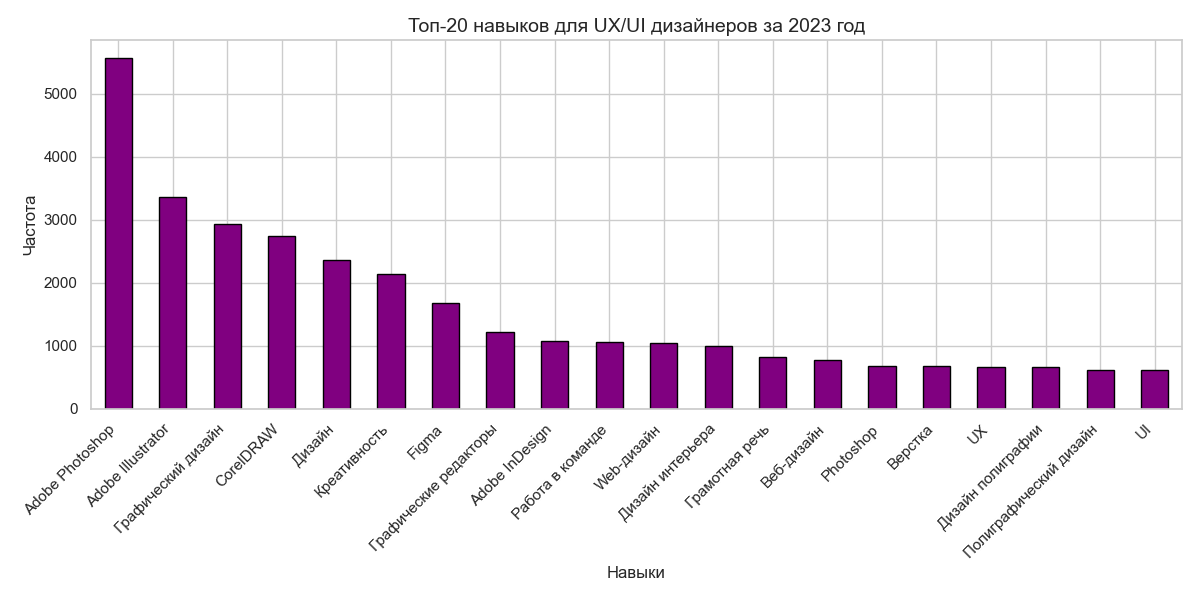 Топ-20 навыков для UX/UI дизайнеров за 2023 год
Частота
5000
4000
3000
2000
1000
0
Adobe Photoshop
Adobe Illustrator
Графический дизайн
CorelDRAW
Дизайн
Креативность
Figma
Графические редакторы
Adobe InDesign
Работа в команде
Web-дизайн
Дизайн интерьера
Грамотная речь
Веб-дизайн
Photoshop
Верстка
UX
Дизайн полиграфии
Полиграфический дизайн
UI
Навыки